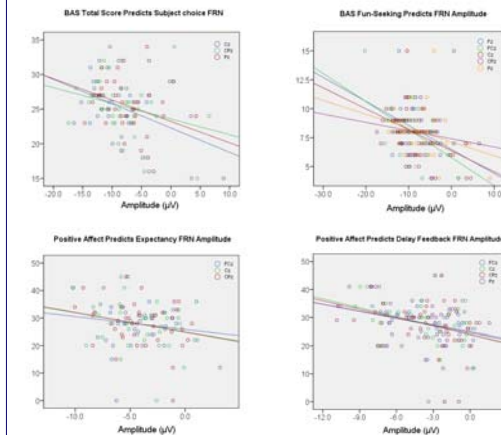 BAS Total Score Predicts Subject choice FRN
35
30
25
20
15
-20.0 -15.0 -10.0 -5.0 0.0 5.0 10.0
Amplitude (µV)
Cz
CPz
Pz
BAS Fun-Seeking Predicts FRN Amplitude
15
12.5
10.0
7.5
5
-30.0 -20.0 -10.0 0.0 10.0
Amplitude (µV)
Fz
FCz
Cz
CPz
Pz
Positive Affect Predicts Expectancy FRN Amplitude
50
40
30
20
10
0
-10.0 -5.0 0.0
Amplitude (µV)
FCz
Cz
CPz
Positive Affect Predicts Delay Feedback FRN Amplitude
50
40
30
20
10
0
-12.0 -9.0 -6.0 -3.0 0.0
Amplitude (µV)
FCz
Cz
CPz
Pz